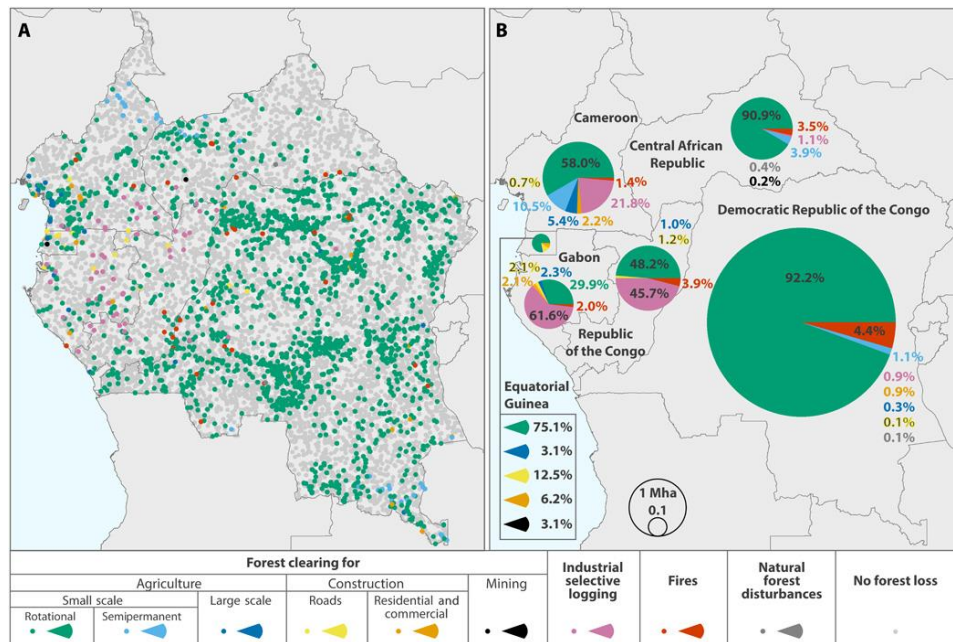 A
B
Cameroon
90.9%
3.5%
1.1%
3.9%
0.4%
0.2%
Central African
Republic
58.0%
0.7%
1.4%
10.5%
21.8%
5.4%
2.2%
Democratic Republic of the Congo
1.0%
1.2%
Gabon
48.2%
2.1%
2.3%
2.1%
29.9%
3.9%
45.7%
2.0%
61.6%
Republic
of the Congo
92.2%
4.4%
1.1%
0.9%
0.9%
0.3%
0.1%
0.1%
Equatorial
Guinea
75.1%
3.1%
12.5%
6.2%
3.1%
1 Mha
0.1
Forest clearing for
Agriculture
Construction
Mining
Small scale
Large scale
Roads
Residential and
commercial
Rotational
Semipermanent
Industrial
selective
logging
Fires
Natural
forest
disturbances
No forest loss